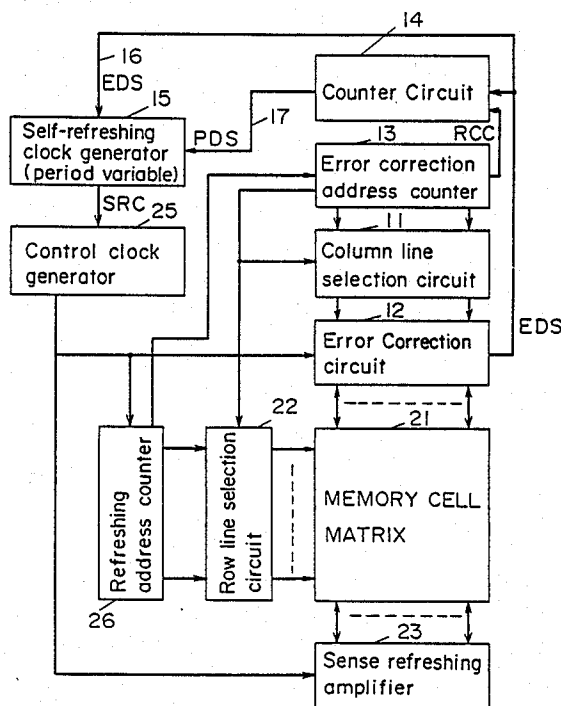 14
16
EDS
Counter Circuit
15
17
PDS
13
RCC
Self-refreshing
clock generator
(period variable)
Error correction
address counter
SRC
25
11
Control clock
generator
Column line
selection circuit
12
EDS
Error Correction
circuit
22
21
Refreshing
address counter
Row line selection
circuit
MEMORY CELL
MATRIX
26
23
Sense refreshing
amplifier